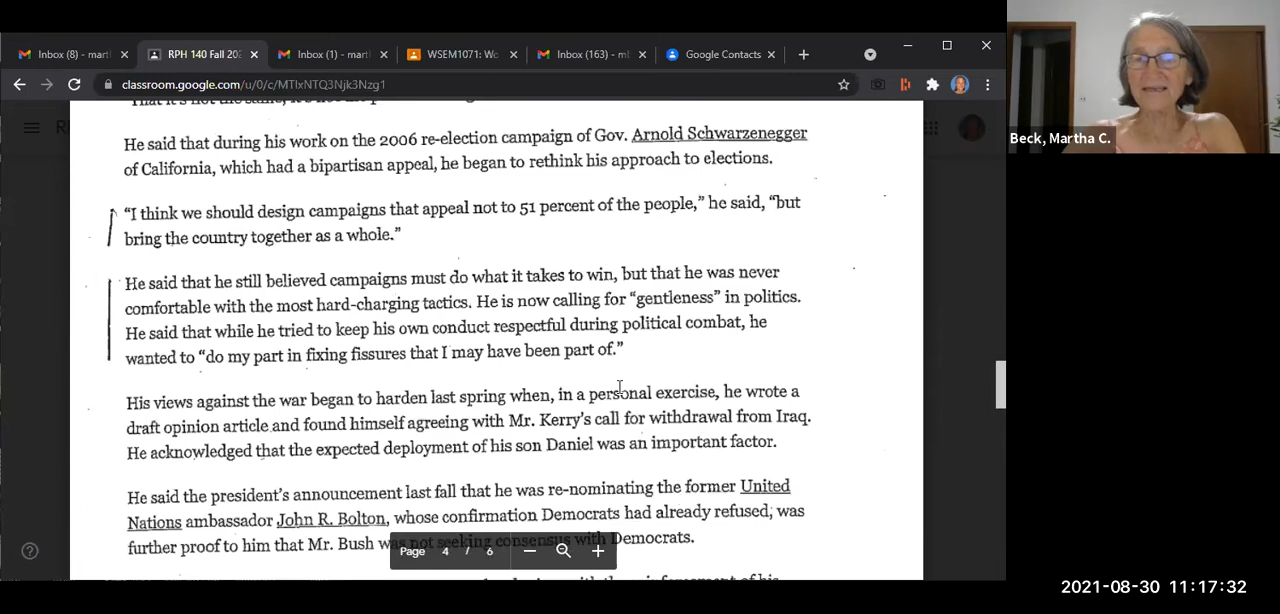 Inbox (8) - mart
RPH 140 Fall 202
Inbox (1) - mart
WSEM1071: Wo
Inbox (163) - mb
Google Contacts
classroom.google.com/u/0/c/MTIxNTQ3Njk3Nzg1
He said that during his work on the 2006 re-election campaign of Gov. Arnold Schwarzenegger
of California, which had a bipartisan appeal, he began to rethink his approach to elections.
“I think we should design campaigns that appeal not to 51 percent of the people,” he said, “but
bring the country together as a whole.”
He said that he still believed campaigns must do what it takes to win, but that he was never
comfortable with the most hard-charging tactics. He is now calling for “gentleness” in politics.
He said that while he tried to keep his own conduct respectful during political combat, he
wanted to “do my part in fixing fissures that I may have been part of.”
His views against the war began to harden last spring when, in a personal exercise, he wrote a
draft opinion article and found himself agreeing with Mr. Kerry’s call for withdrawal from Iraq.
He acknowledged that the expected deployment of his son Daniel was an important factor.
He said the president’s announcement last fall that he was re-nominating the former United
Nations ambassador John R. Bolton, whose confirmation Democrats had already refused, was
further proof to him that Mr. Bush was not seeking consensus with Democrats.
Page 4 / 6
Beck, Martha C.
2021-08-30 11:17:32